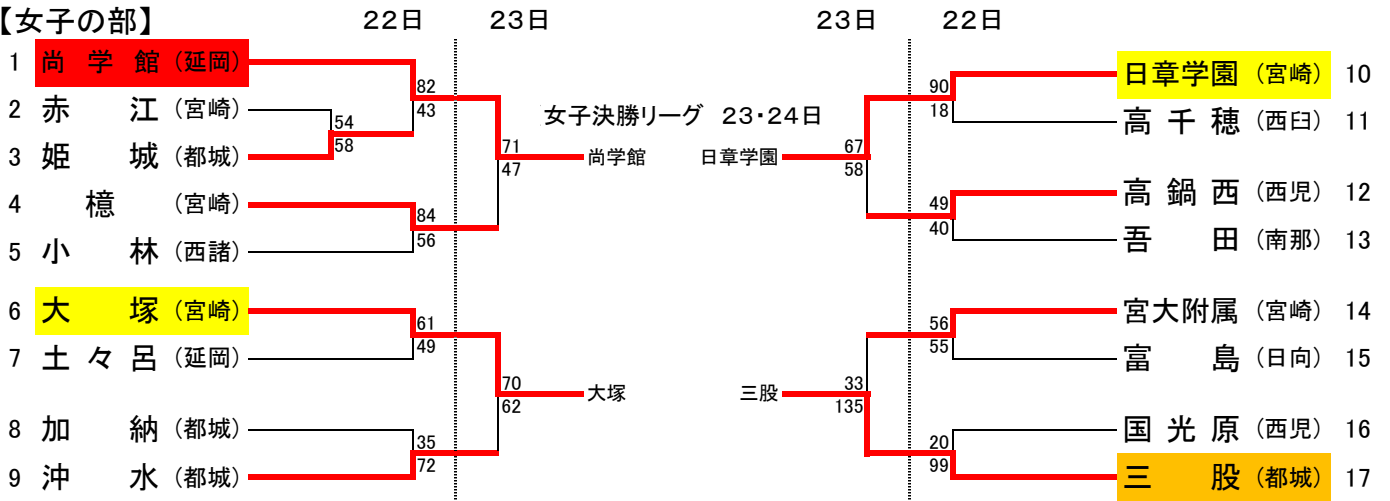 【女子の部】 22日 23日 23日 22日
1 尚学館 (延岡)
2 赤江 (宮崎)
3 姫城 (都城)
4 檍 (宮崎)
5 小林 (西諸)
6 大塚 (宮崎)
7 土々呂 (延岡)
8 加納 (都城)
9 沖水 (都城)
54
58
82
43
84
56
61
49
35
72
71
47
70
62
女子決勝リーグ 23・24日
尚学館 日章学園
大塚 三股
67
58
33
135
90
18
49
40
56
55
20
99
日章学園 (宮崎) 10
高千穂 (西臼) 11
高鍋西 (西児) 12
吾田 (南那) 13
宮大附属 (宮崎) 14
富島 (日向) 15
国光原 (西児) 16
三股 (都城) 17